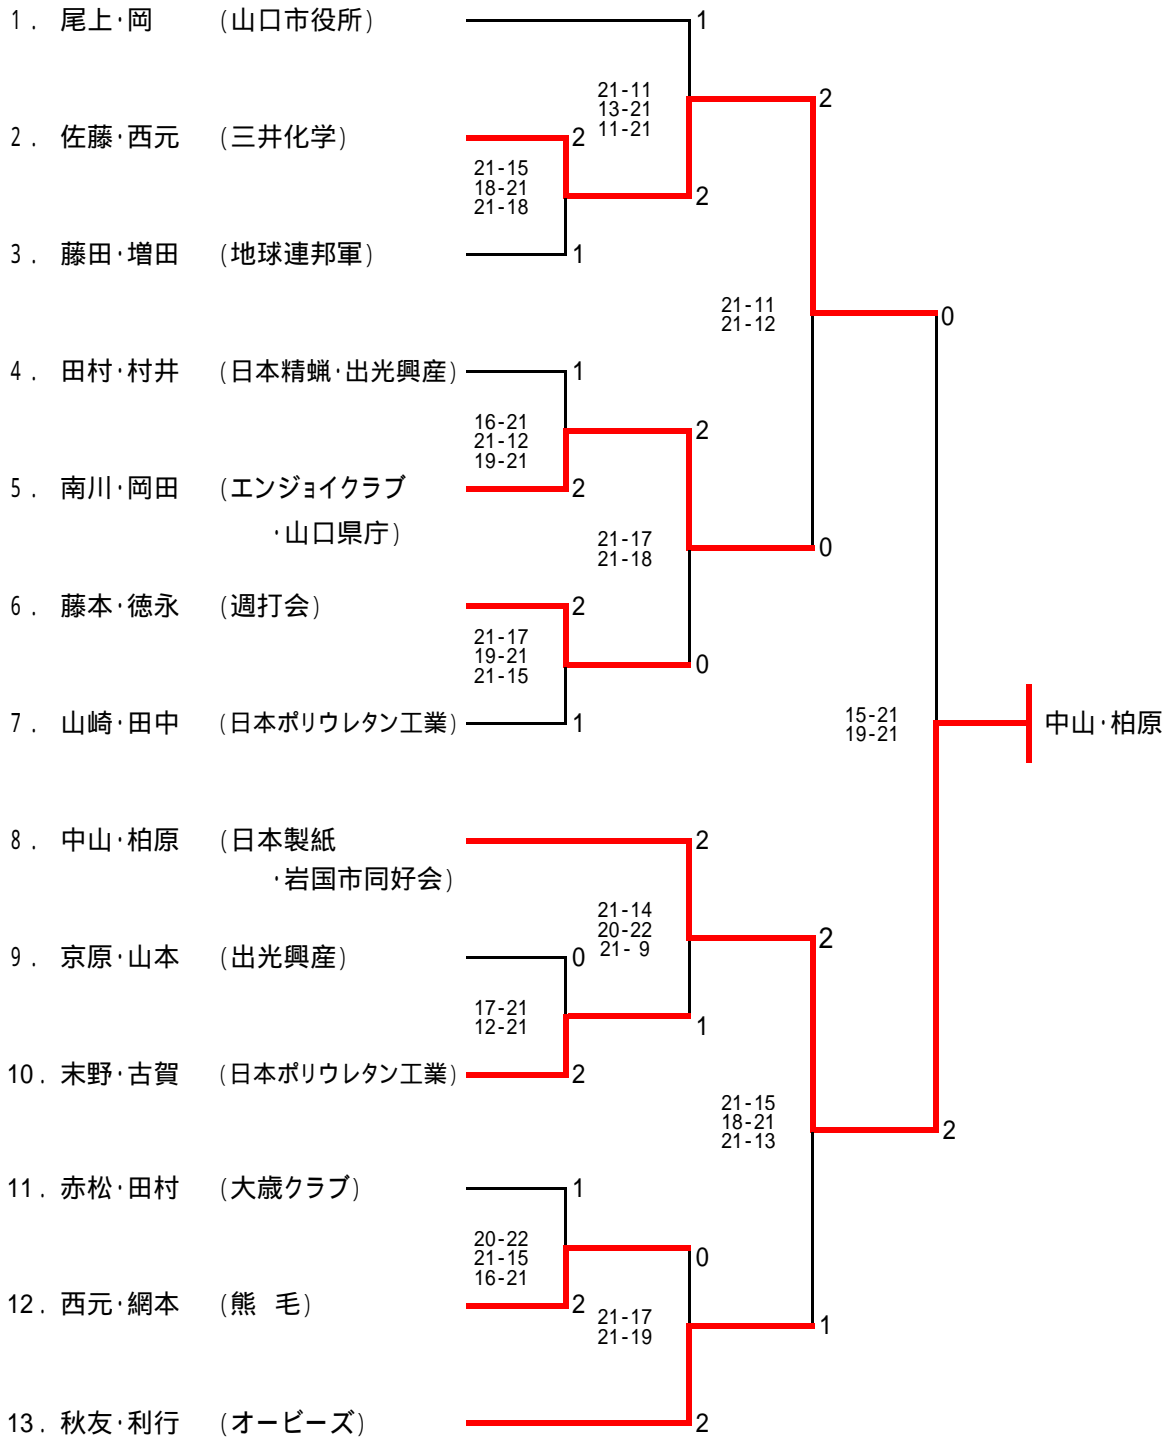 1. 尾上・岡 (山口市役所) 1
21-11 2
13-21
11-21
2. 佐藤・西元 (三井化学) 2
21-15
18-21 2
21-18
3. 藤田・増田 (地球連邦軍) 1
21-11 0
21-12
4. 田村・村井 (日本精蝋・出光興産) 1
16-21 2
21-12
19-21
5. 南川・岡田 (エンジョイクラブ 2
・山口県庁)
21-17 0
21-18
6. 藤本・徳永 (週打会) 2
21-17
19-21 0
21-15
7. 山崎・田中 (日本ポリウレタン工業) 1
15-21 中山・柏原
19-21
8. 中山・柏原 (日本製紙 2
・岩国市同好会)
21-14
20-22 2
21- 9
9. 京原・山本 (出光興産) 0
17-21 1
12-21
10. 末野・古賀 (日本ポリウレタン工業) 2
21-15
18-21 2
21-13
11. 赤松・田村 (大歳クラブ) 1
20-22
21-15 0
16-21
12. 西元・網本 (熊 毛) 2
21-17 1
21-19
13. 秋友・利行 (オービーズ) 2